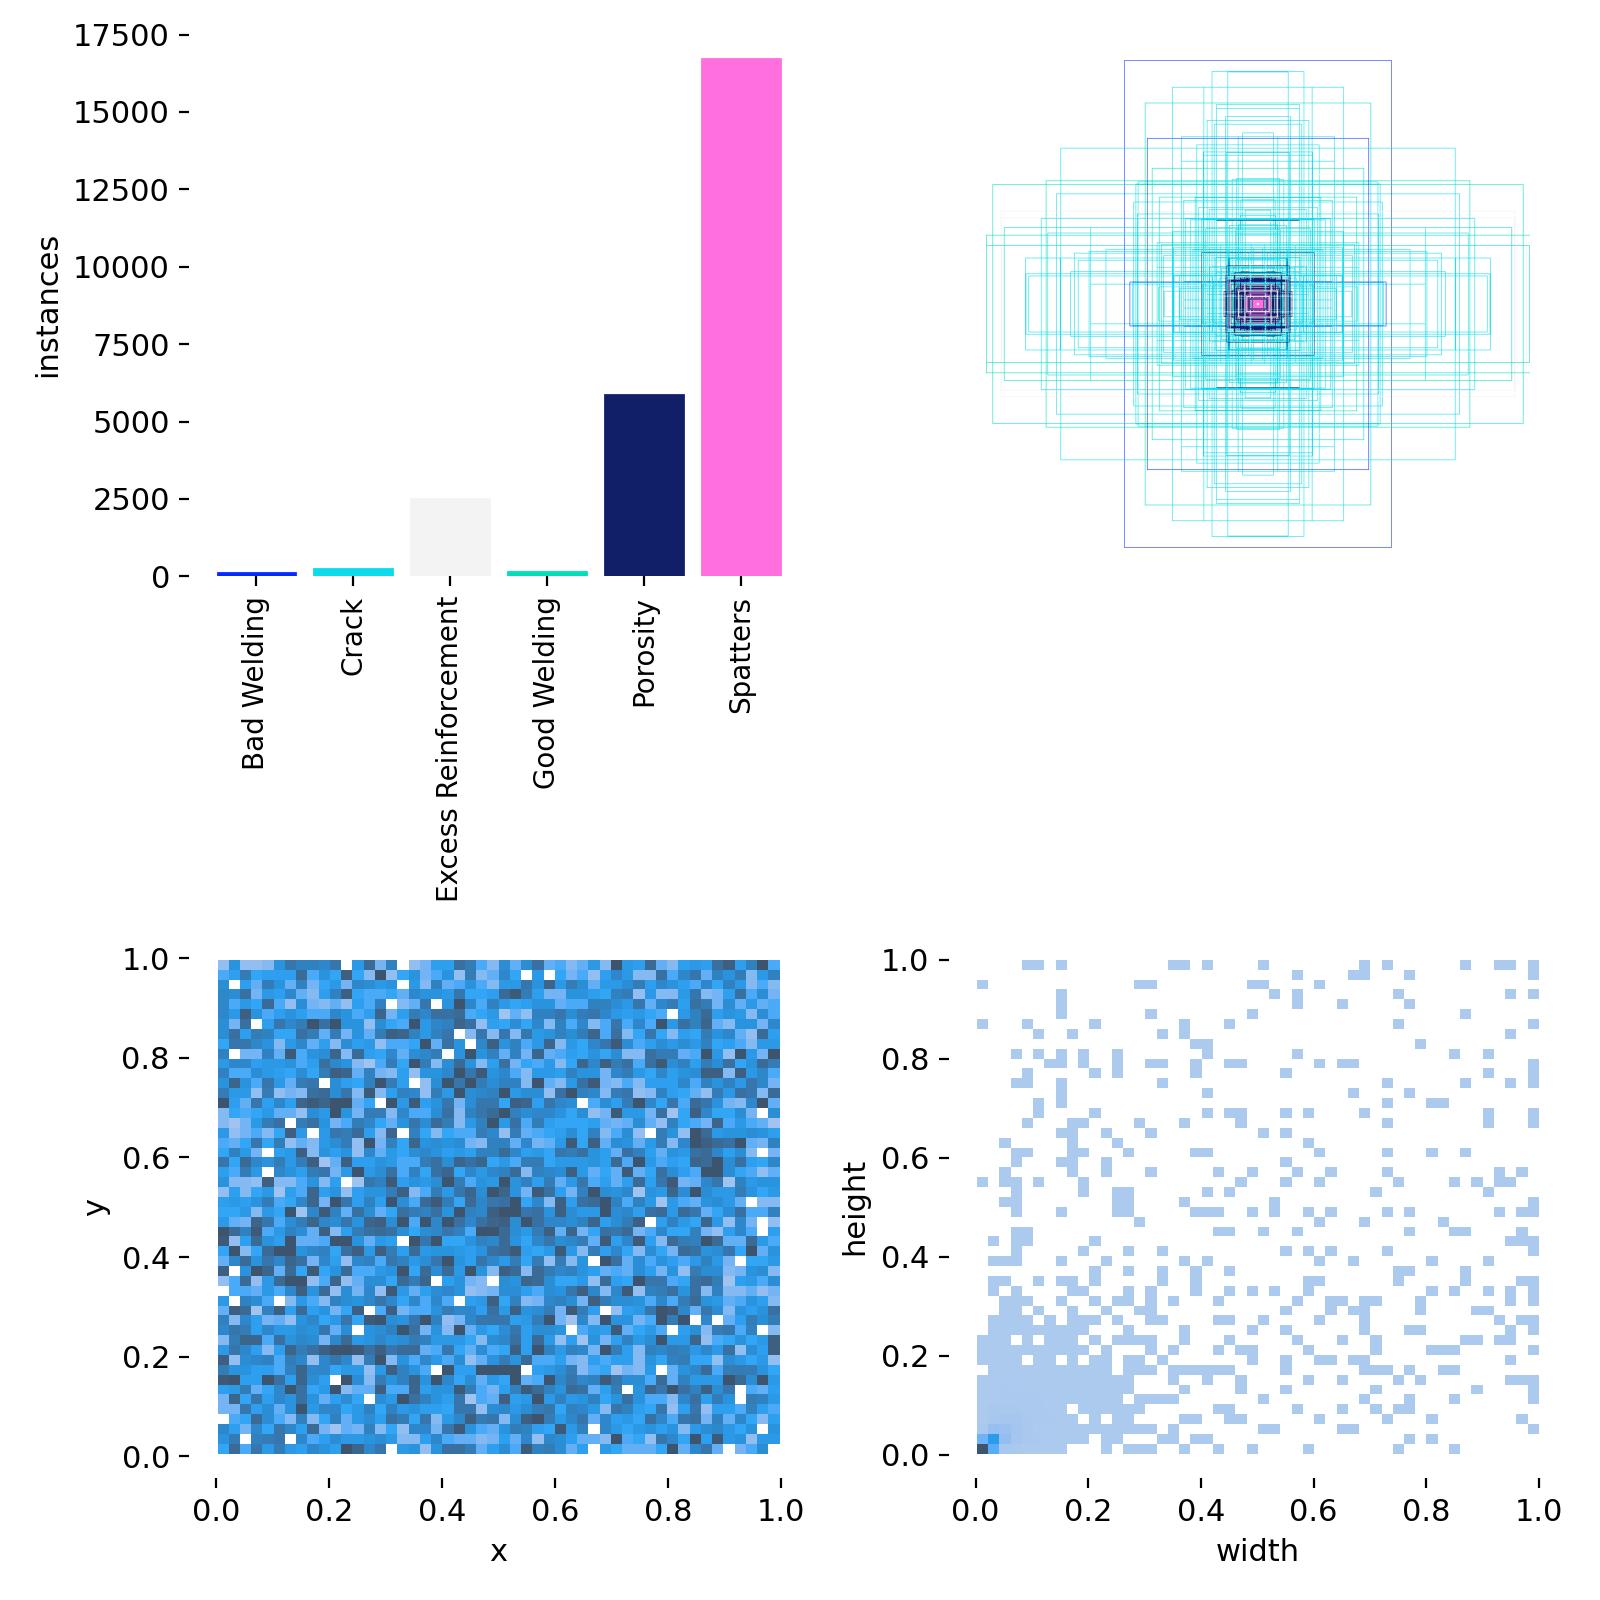 17500
15000
12500
10000
7500
5000
2500
0
instances
Bad Welding
Crack
Excess Reinforcement
Good Welding
Porosity
Spatters
1.0
0.8
0.6
0.4
0.2
0.0
y
0.0 0.2 0.4 0.6 0.8 1.0
x
1.0
0.8
0.6
0.4
0.2
0.0
height
0.0 0.2 0.4 0.6 0.8 1.0
width